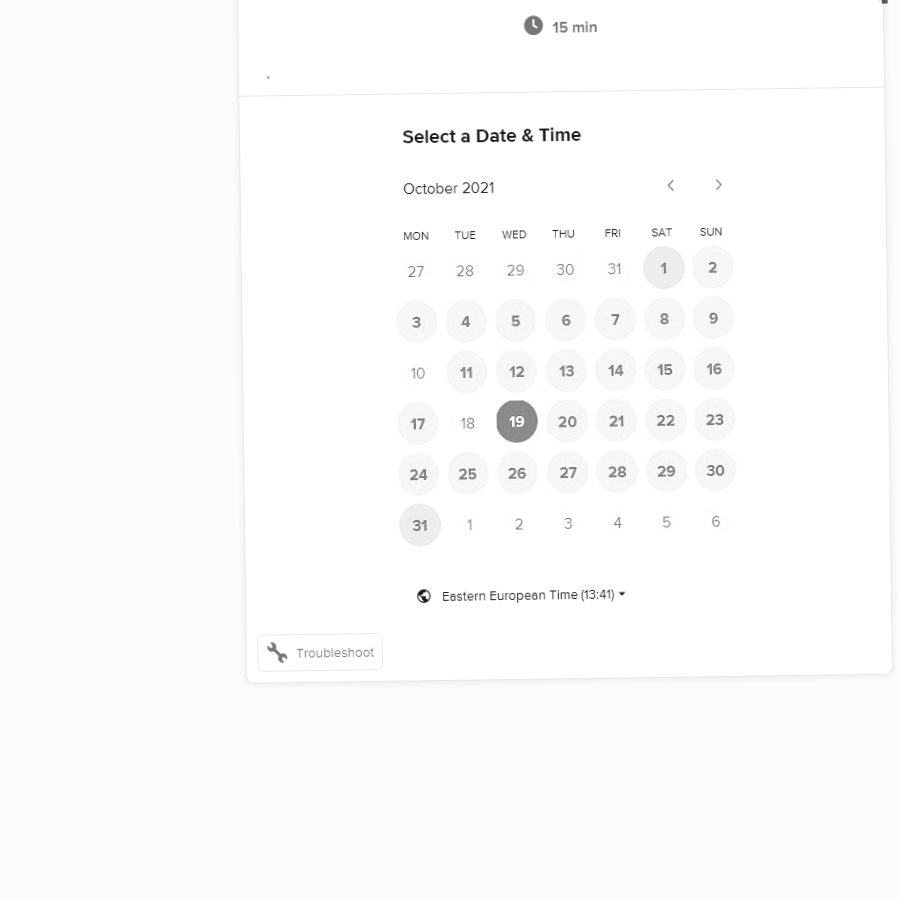 15 min
.
Select a Date & Time
October 2021
MON TUE WED THU FRI SAT SUN
27 28 29 30 31 1 2
3 4 5 6 7 8 9
10 11 12 13 14 15 16
17 18 19 20 21 22 23
24 25 26 27 28 29 30
31 1 2 3 4 5 6
Eastern European Time (13:41)
Troubleshoot